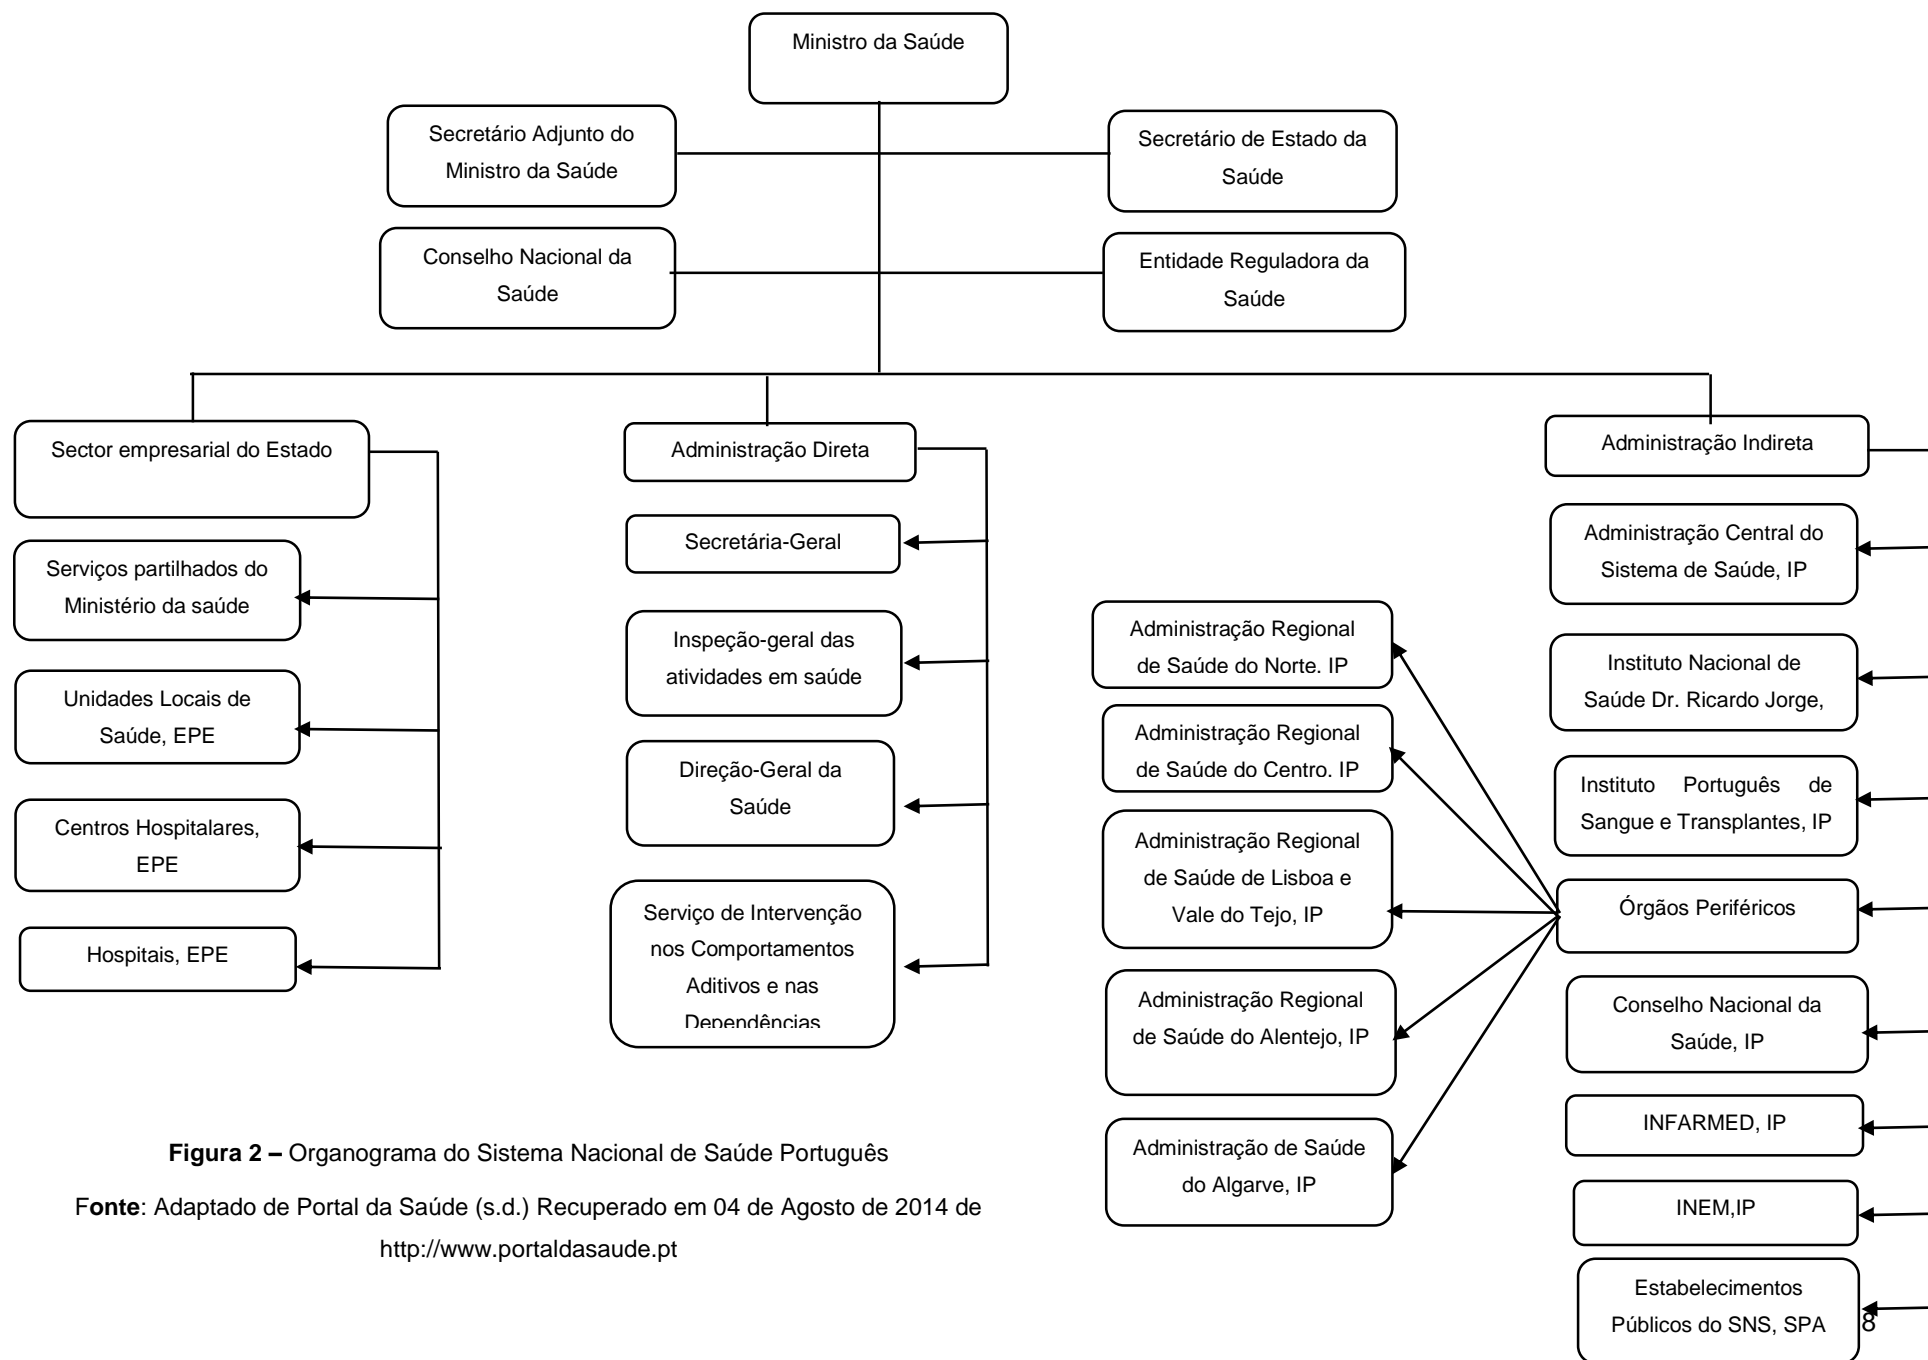 Ministro da Saúde
Secretário Adjunto do
Ministro da Saúde
Secretário de Estado da
Saúde
Conselho Nacional da
Saúde
Entidade Reguladora da
Saúde
Sector empresarial do Estado
Serviços partilhados do
Ministério da saúde
Unidades Locais de
Saúde, EPE
Centros Hospitalares,
EPE
Hospitais, EPE
Administração Direta
Secretária-Geral
Inspeção-geral das
atividades em saúde
Direção-Geral da
Saúde
Serviço de Intervenção
nos Comportamentos
Aditivos e nas
Dependências
Administração Regional
de Saúde do Norte. IP
Administração Regional
de Saúde do Centro. IP
Administração Regional
de Saúde de Lisboa e
Vale do Tejo, IP
Administração Regional
de Saúde do Alentejo, IP
Administração de Saúde
do Algarve, IP
Administração Indireta
Administração Central do
Sistema de Saúde, IP
Instituto Nacional de
Saúde Dr. Ricardo Jorge,
Instituto Português de
Sangue e Transplantes, IP
Órgãos Periféricos
Conselho Nacional da
Saúde, IP
INFARMED, IP
INEM,IP
Estabelecimentos
Públicos do SNS, SPA
Figura 2 – Organograma do Sistema Nacional de Saúde Português
Fonte: Adaptado de Portal da Saúde (s.d.) Recuperado em 04 de Agosto de 2014 de
http://www.portaldasaude.pt
8